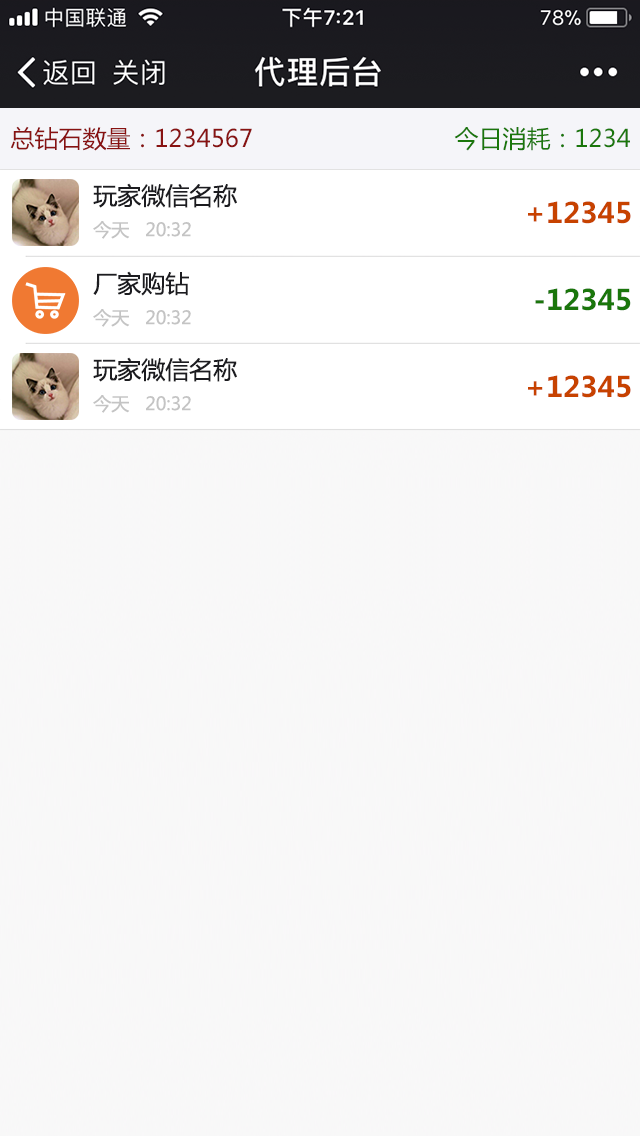 中国联通 下午7:21 78%
返回 关闭 代理后台
总钻石数量：1234567 今日消耗：1234
玩家微信名称
+12345
今天 20:32
厂家购钻
-12345
今天 20:32
玩家微信名称
+12345
今天 20:32